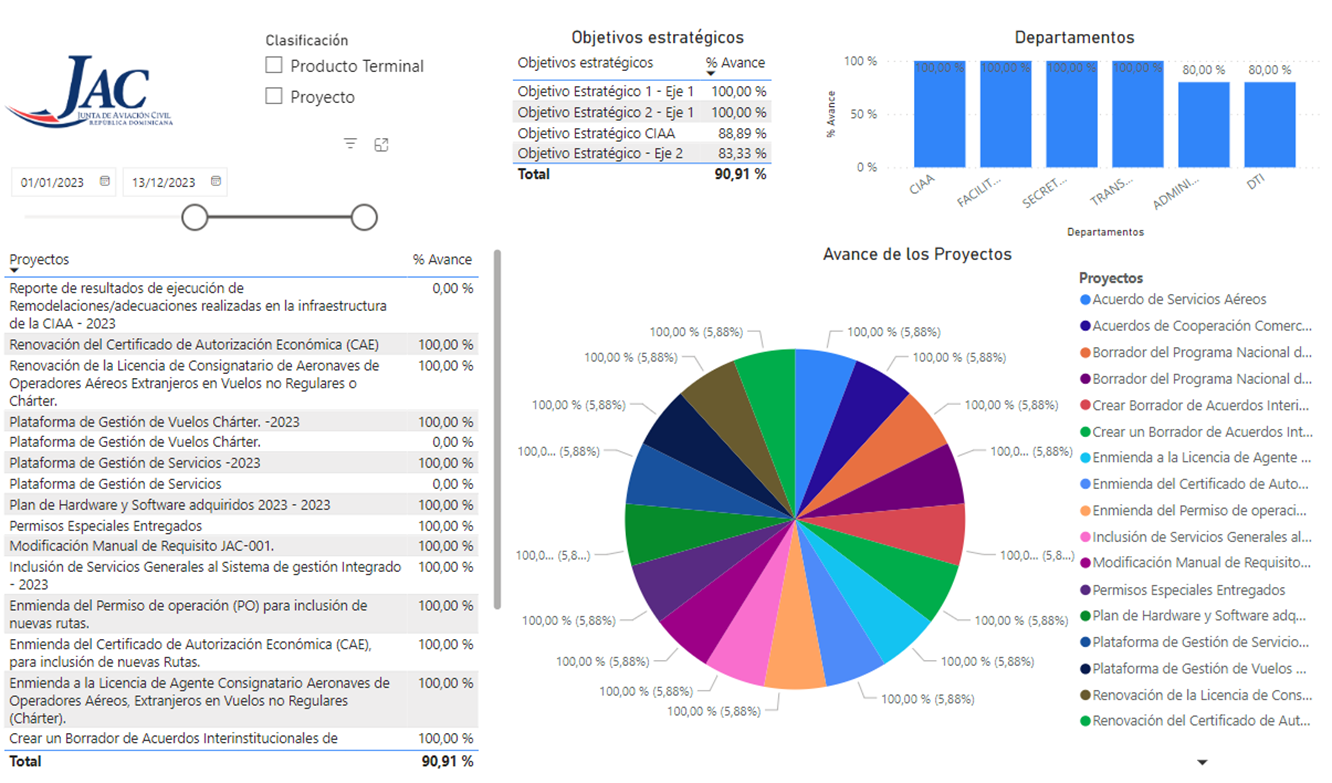 JAC
JUNTA DE AVIACIÓN CIVIL
REPÚBLICA DOMINICANA
Clasificación
Producto Terminal
Proyecto
01/01/2023
13/12/2023
Objetivos estratégicos
Objetivos estratégicos % Avance
Objetivo Estratégico 1 - Eje 1 100,00 %
Objetivo Estratégico 2 - Eje 1 100,00 %
Objetivo Estratégico CIAA 88,89 %
Objetivo Estratégico - Eje 2 83,33 %
Total 90,91 %
Departamentos
% Avance
100 %
50 %
0 %
100,00 % 100,00 % 100,00 % 100,00 % 80,00 % 80,00 %
CIAA
FACILIT...
SECRET...
TRANS...
ADMINI...
DTI
Departamentos
Proyectos % Avance
Reporte de resultados de ejecución de 0,00 %
Remodelaciones/adecuaciones realizadas en la infraestructura
de la CIAA - 2023
Renovación del Certificado de Autorización Económica (CAE) 100,00 %
Renovación de la Licencia de Consignatario de Aeronaves de 100,00 %
Operadores Aéreos Extranjeros en Vuelos no Regulares o
Chárter.
Plataforma de Gestión de Vuelos Chárter. -2023 100,00 %
Plataforma de Gestión de Vuelos Chárter. 0,00 %
Plataforma de Gestión de Servicios -2023 100,00 %
Plataforma de Gestión de Servicios 0,00 %
Plan de Hardware y Software adquiridos 2023 - 2023 100,00 %
Permisos Especiales Entregados 100,00 %
Modificación Manual de Requisito JAC-001. 100,00 %
Inclusión de Servicios Generales al Sistema de gestión Integrado 100,00 %
- 2023
Enmienda del Permiso de operación (PO) para inclusión de 100,00 %
nuevas rutas.
Enmienda del Certificado de Autorización Económica (CAE), 100,00 %
para inclusión de nuevas Rutas.
Enmienda a la Licencia de Agente Consignatario Aeronaves de 100,00 %
Operadores Aéreos, Extranjeros en Vuelos no Regulares
(Chárter).
Crear un Borrador de Acuerdos Interinstitucionales de 100,00 %
Total 90,91 %
Avance de los Proyectos
100,00 % (5,88%)
100,00 % (5,88%)
100,00 % (5,88%)
100,0... (5,88%)
100,0... (5,8...)
100,00 % (5,88%)
100,00 % (5,88%)
100,00 % (5,88%)
100,00 % (5,88%)
100,00 % (5,88%)
100,00 % (5,88%)
100,00 % (5,88%)
100,0... (5,8...)
100,0... (5,88%)
100,00 % (5,88%)
100,00 % (5,88%)
100,00 % (5,88%)
Proyectos
Acuerdo de Servicios Aéreos
Acuerdos de Cooperación Comerc...
Borrador del Programa Nacional d...
Borrador del Programa Nacional d...
Crear Borrador de Acuerdos Interi...
Crear un Borrador de Acuerdos Int...
Enmienda a la Licencia de Agente ...
Enmienda del Certificado de Auto...
Enmienda del Permiso de operaci...
Inclusión de Servicios Generales al...
Modificación Manual de Requisito...
Permisos Especiales Entregados
Plan de Hardware y Software adq...
Plataforma de Gestión de Servicio...
Plataforma de Gestión de Vuelos ...
Renovación de la Licencia de Cons...
Renovación del Certificado de Aut...